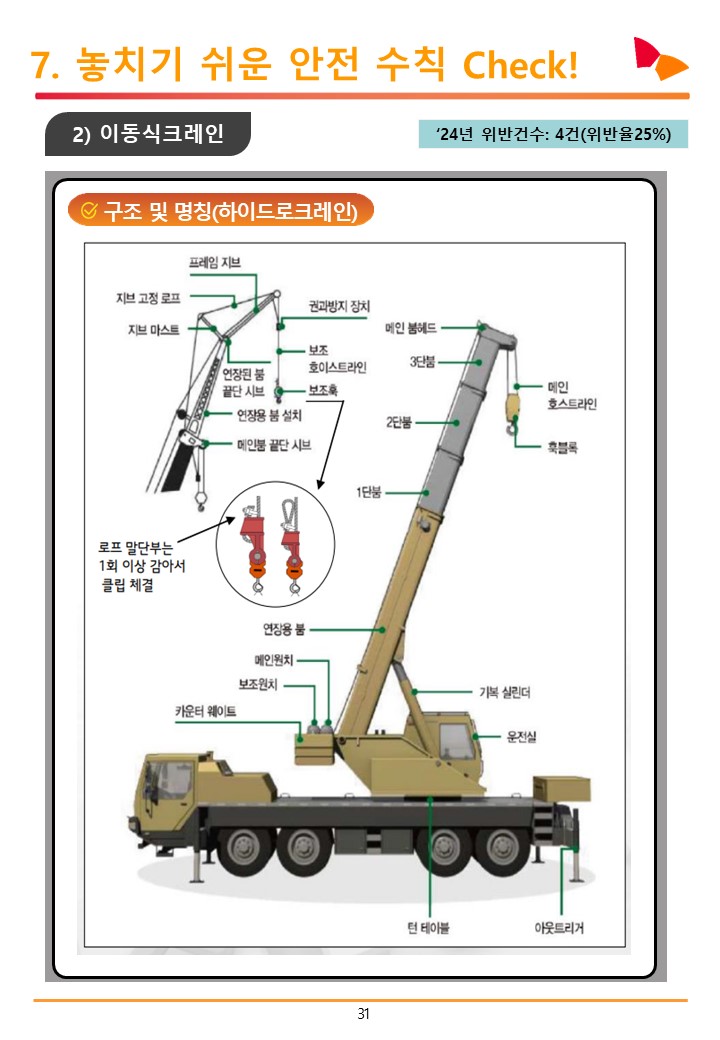 7. 놓치기 쉬운 안전 수칙 Check!
2) 이동식크레인
‘24년 위반건수: 4건(위반율25%)
구조 및 명칭(하이드로크레인)
프레임 지브
지브 고정 로프
권과방지 장치
지브 마스트
보조
호이스트라인
연장된 붐
끝단 시브
보조훅
연장용 붐 설치
메인붐 끝단 시브
메인 붐헤드
3단붐
메인
호스트라인
2단붐
훅블록
1단붐
로프 말단부는
1회 이상 감아서
클립 체결
연장용 붐
메인윈치
보조윈치
기복 실린더
카운터 웨이트
운전실
턴 테이블
아웃트리거
31